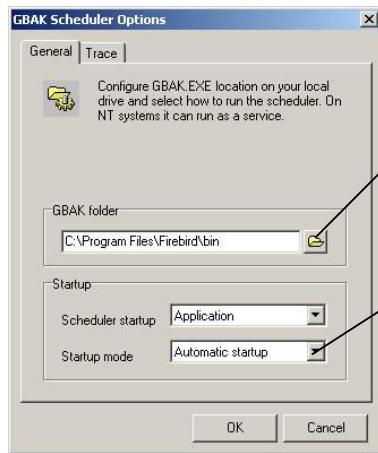 GBAK Scheduler Options
General
Trace
Configure GBAK.EXE location on your local
drive and select how to run the scheduler. On
NT systems it can run as a service.
GBAK folder
C:\Program Files\Firebird\bin
Startup
Scheduler startup
Application
Startup mode
Automatic startup
OK
Cancel